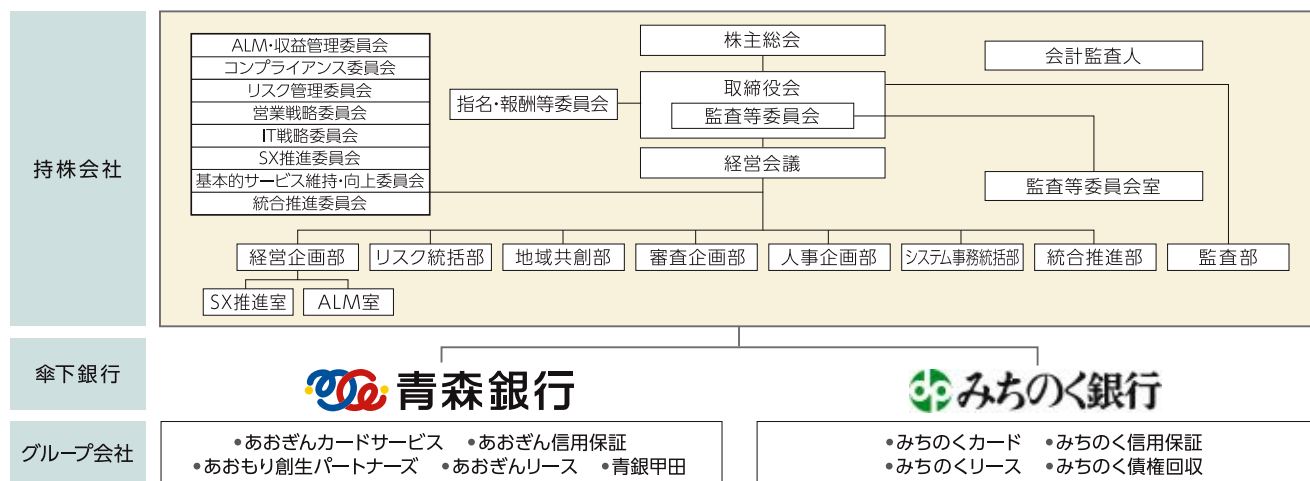 持株会社
ALM・収益管理委員会
コンプライアンス委員会
リスク管理委員会
営業戦略委員会
IT戦略委員会
SX推進委員会
基本的サービス維持・向上委員会
統合推進委員会
株主総会
会計監査人
取締役会
指名・報酬等委員会
監査等委員会
経営会議
監査等委員会室
経営企画部
リスク統括部
地域共創部
審査企画部
人事企画部
システム事務統括部
統合推進部
監査部
SX推進室
ALM室
傘下銀行
青森銀行
みちのく銀行
グループ会社
•あおぎんカードサービス •あおぎん信用保証
•あおもり創生パートナーズ •あおぎんリース •青銀甲田
•みちのくカード •みちのく信用保証
•みちのくリース •みちのく債権回収